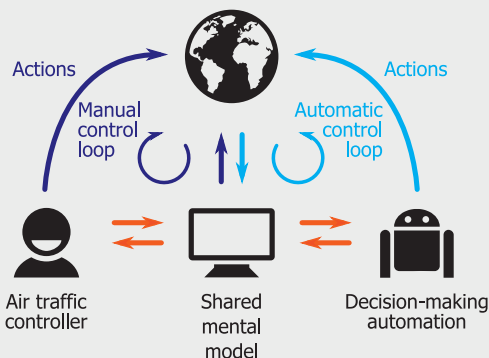 Actions
Actions
Manual
control
loop
Automatic
control
loop
Air traffic
controller
Shared
mental
model
Decision-making
automation